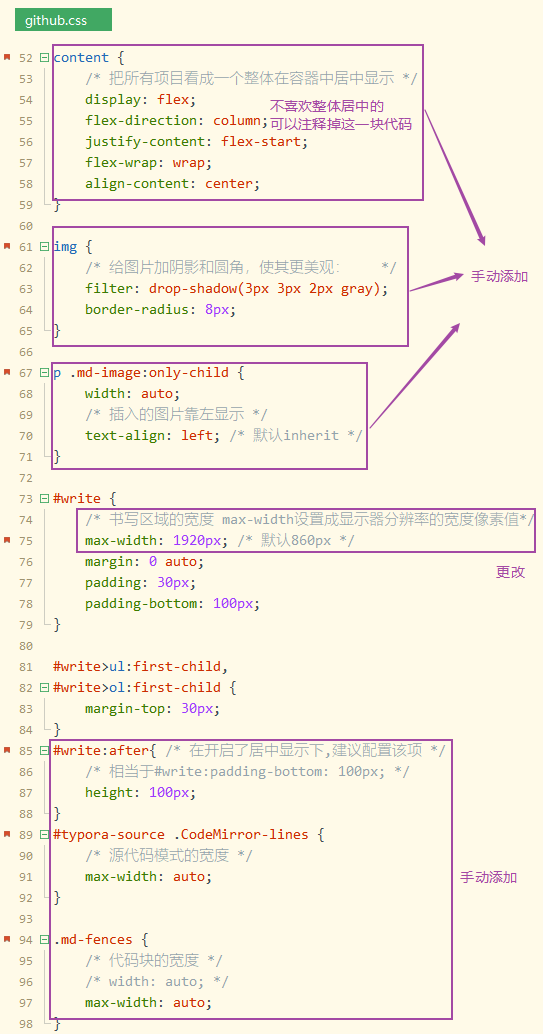 github.css
52 content {
53 /* 把所有项目看成一个整体在容器中居中显示 */
54 display: flex;
55 flex-direction: column;
56 justify-content: flex-start;
57 flex-wrap: wrap;
58 align-content: center;
59 }
不喜欢整体居中的
可以注释掉这一块代码
60
61 img {
62 /* 给图片加阴影和圆角，使其更美观： */
63 filter: drop-shadow(3px 3px 2px gray);
64 border-radius: 8px;
65 }
手动添加
66
67 p .md-image:only-child {
68 width: auto;
69 /* 插入的图片靠左显示 */
70 text-align: left; /* 默认inherit */
71 }
72
73 #write {
74 /* 书写区域的宽度 max-width设置成显示器分辨率的宽度像素值*/
75 max-width: 1920px; /* 默认860px */
76 margin: 0 auto;
更改
77 padding: 30px;
78 padding-bottom: 100px;
79 }
80
81 #write>ul:first-child,
82 #write>ol:first-child {
83 margin-top: 30px;
84 }
85 #write:after{ /* 在开启了居中显示下,建议配置该项 */
86 /* 相当于#write:padding-bottom: 100px; */
87 height: 100px;
88 }
89 #typora-source .CodeMirror-lines {
90 /* 源代码模式的宽度 */
91 max-width: auto;
手动添加
92 }
93
94 .md-fences {
95 /* 代码块的宽度 */
96 /* width: auto; */
97 max-width: auto;
98 }